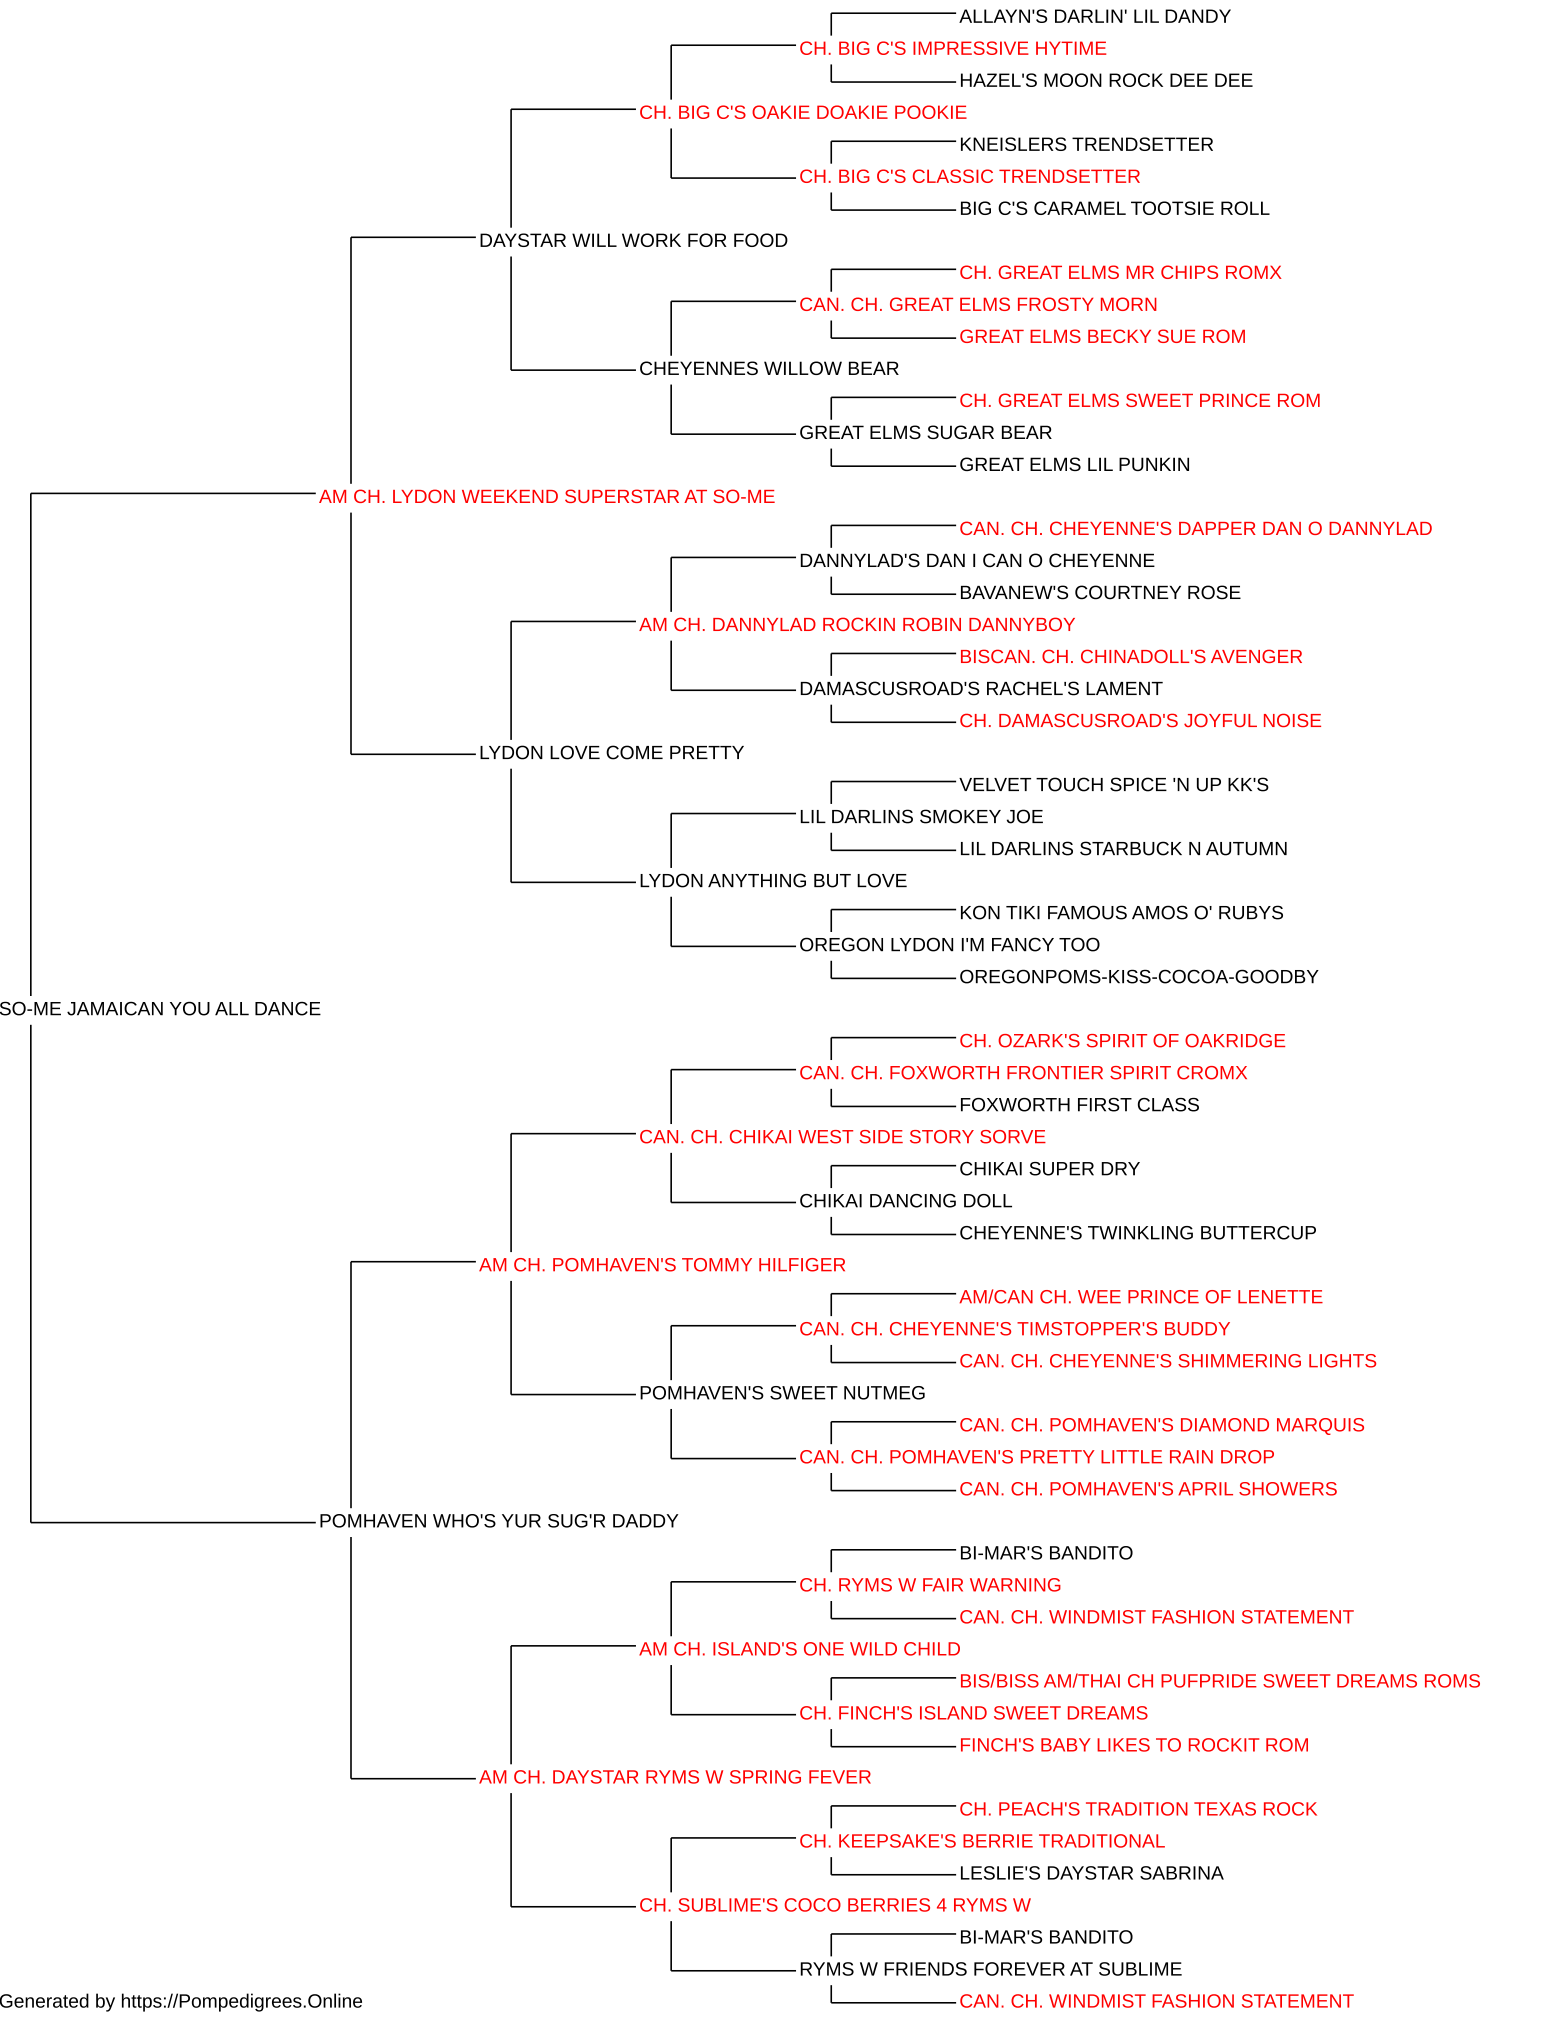 ALLAYN'S DARLIN' LIL DANDY
CH. BIG C'S IMPRESSIVE HYTIME
HAZEL'S MOON ROCK DEE DEE
CH. BIG C'S OAKIE DOAKIE POOKIE
KNEISLERS TRENDSETTER
CH. BIG C'S CLASSIC TRENDSETTER
BIG C'S CARAMEL TOOTSIE ROLL
DAYSTAR WILL WORK FOR FOOD
CH. GREAT ELMS MR CHIPS ROMX
CAN. CH. GREAT ELMS FROSTY MORN
GREAT ELMS BECKY SUE ROM
CHEYENNES WILLOW BEAR
CH. GREAT ELMS SWEET PRINCE ROM
GREAT ELMS SUGAR BEAR
GREAT ELMS LIL PUNKIN
AM CH. LYDON WEEKEND SUPERSTAR AT SO-ME
CAN. CH. CHEYENNE'S DAPPER DAN O DANNYLAD
DANNYLAD'S DAN I CAN O CHEYENNE
BAVANEW'S COURTNEY ROSE
AM CH. DANNYLAD ROCKIN ROBIN DANNYBOY
BISCAN. CH. CHINADOLL'S AVENGER
DAMASCUSROAD'S RACHEL'S LAMENT
CH. DAMASCUSROAD'S JOYFUL NOISE
LYDON LOVE COME PRETTY
VELVET TOUCH SPICE 'N UP KK'S
LIL DARLINS SMOKEY JOE
LIL DARLINS STARBUCK N AUTUMN
LYDON ANYTHING BUT LOVE
KON TIKI FAMOUS AMOS O' RUBYS
OREGON LYDON I'M FANCY TOO
OREGONPOMS-KISS-COCOA-GOODBY
SO-ME JAMAICAN YOU ALL DANCE
CH. OZARK'S SPIRIT OF OAKRIDGE
CAN. CH. FOXWORTH FRONTIER SPIRIT CROMX
FOXWORTH FIRST CLASS
CAN. CH. CHIKAI WEST SIDE STORY SORVE
CHIKAI SUPER DRY
CHIKAI DANCING DOLL
CHEYENNE'S TWINKLING BUTTERCUP
AM CH. POMHAVEN'S TOMMY HILFIGER
AM/CAN CH. WEE PRINCE OF LENETTE
CAN. CH. CHEYENNE'S TIMSTOPPER'S BUDDY
CAN. CH. CHEYENNE'S SHIMMERING LIGHTS
POMHAVEN'S SWEET NUTMEG
CAN. CH. POMHAVEN'S DIAMOND MARQUIS
CAN. CH. POMHAVEN'S PRETTY LITTLE RAIN DROP
CAN. CH. POMHAVEN'S APRIL SHOWERS
POMHAVEN WHO'S YUR SUG'R DADDY
BI-MAR'S BANDITO
CH. RYMS W FAIR WARNING
CAN. CH. WINDMIST FASHION STATEMENT
AM CH. ISLAND'S ONE WILD CHILD
BIS/BISS AM/THAI CH PUFPRIDE SWEET DREAMS ROMS
CH. FINCH'S ISLAND SWEET DREAMS
FINCH'S BABY LIKES TO ROCKIT ROM
AM CH. DAYSTAR RYMS W SPRING FEVER
CH. PEACH'S TRADITION TEXAS ROCK
CH. KEEPSAKE'S BERRIE TRADITIONAL
LESLIE'S DAYSTAR SABRINA
CH. SUBLIME'S COCO BERRIES 4 RYMS W
BI-MAR'S BANDITO
RYMS W FRIENDS FOREVER AT SUBLIME
CAN. CH. WINDMIST FASHION STATEMENT
Generated by https://Pompedigrees.Online